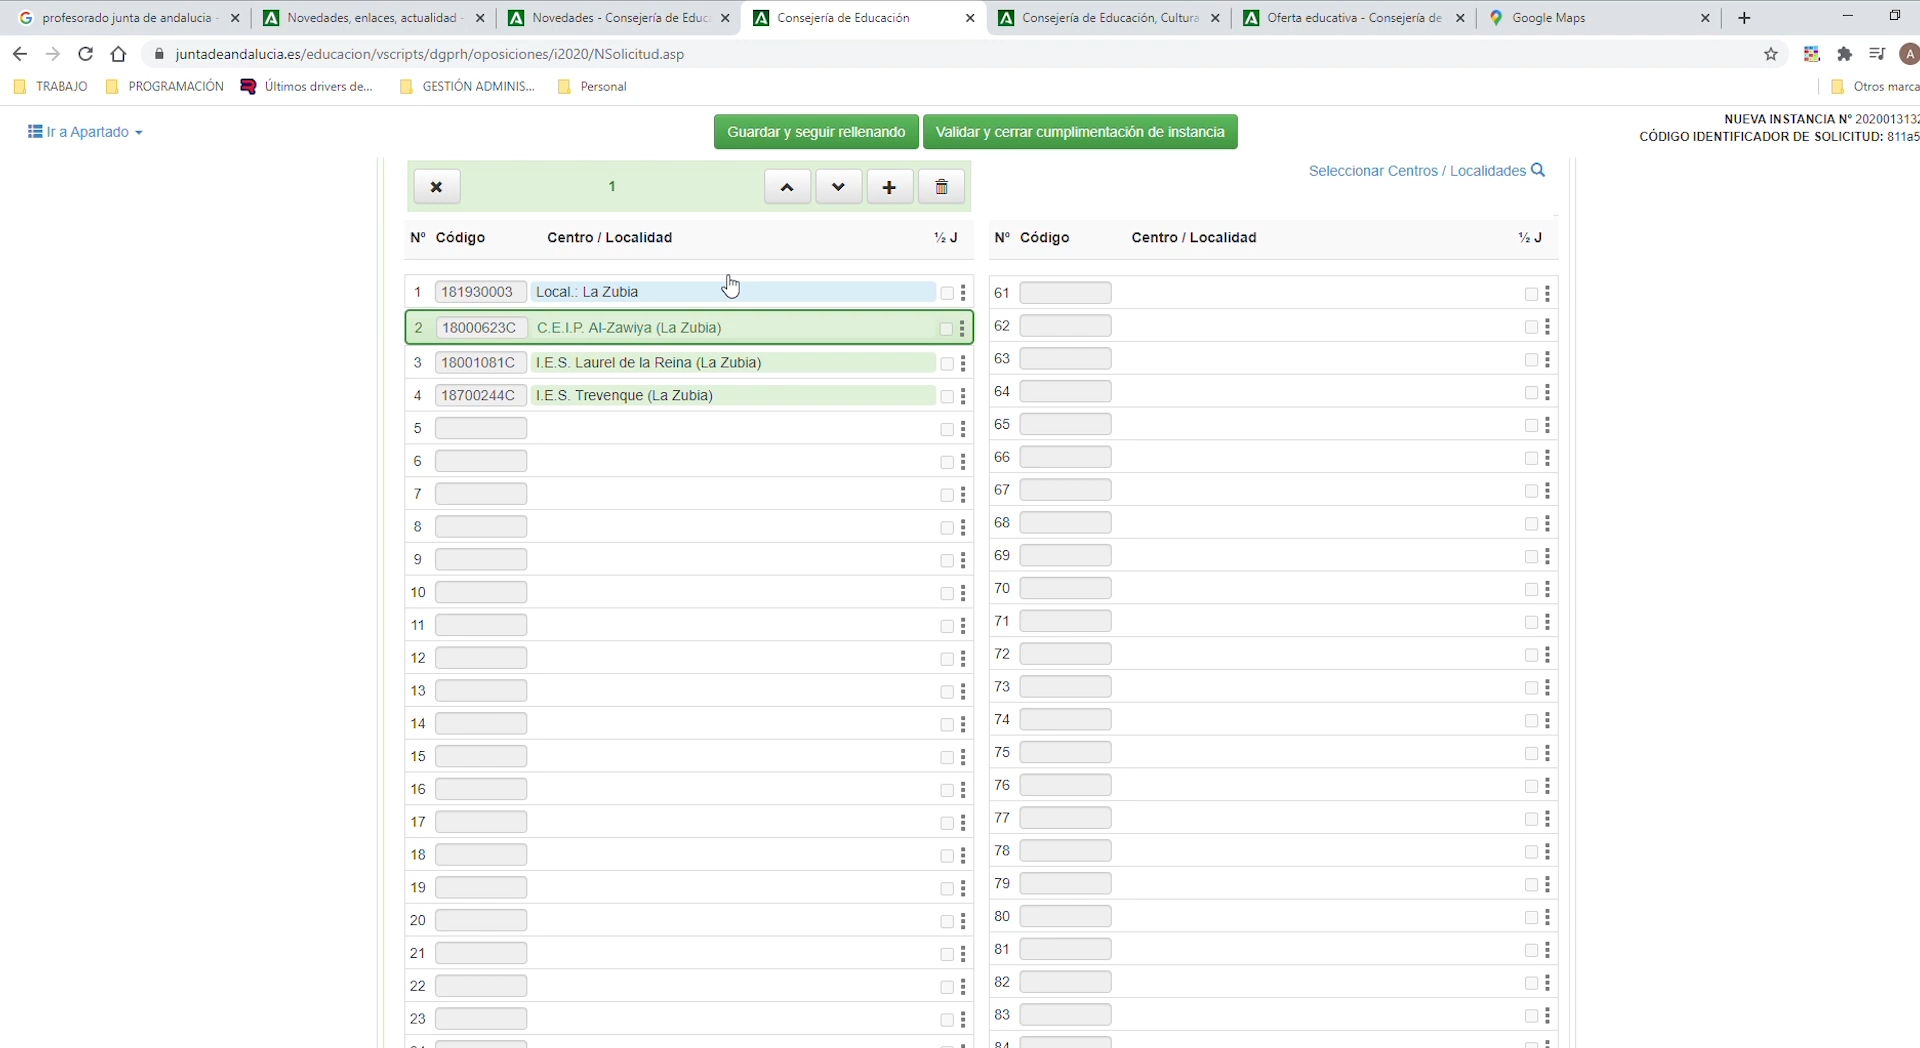 profesorado junta de andalucia -
Novedades, enlaces, actualidad -
Novedades - Consejería de Educ
Consejería de Educación
Consejería de Educación, Cultura
Oferta educativa - Consejería de
Google Maps
juntadeandalucia.es/educacion/vscripts/dgprh/oposiciones/i2020/NSolicitud.asp
A
TRABAJO
PROGRAMACIÓN
Últimos drivers de...
GESTIÓN ADMINIS...
Personal
Otros marca
Ir a Apartado
Guardar y seguir rellenando
Validar y cerrar cumplimentación de instancia
NUEVA INSTANCIA Nº 2020013132
CÓDIGO IDENTIFICADOR DE SOLICITUD: 811a5
1
Seleccionar Centros / Localidades
Nº Código Centro / Localidad ½ J
1 181930003 Local.: La Zubia
2 18000623C C.E.I.P. Al-Zawiya (La Zubia)
3 18001081C I.E.S. Laurel de la Reina (La Zubia)
4 18700244C I.E.S. Trevenque (La Zubia)
5
6
7
8
9
10
11
12
13
14
15
16
17
18
19
20
21
22
23
Nº Código Centro / Localidad ½ J
61
62
63
64
65
66
67
68
69
70
71
72
73
74
75
76
77
78
79
80
81
82
83
84